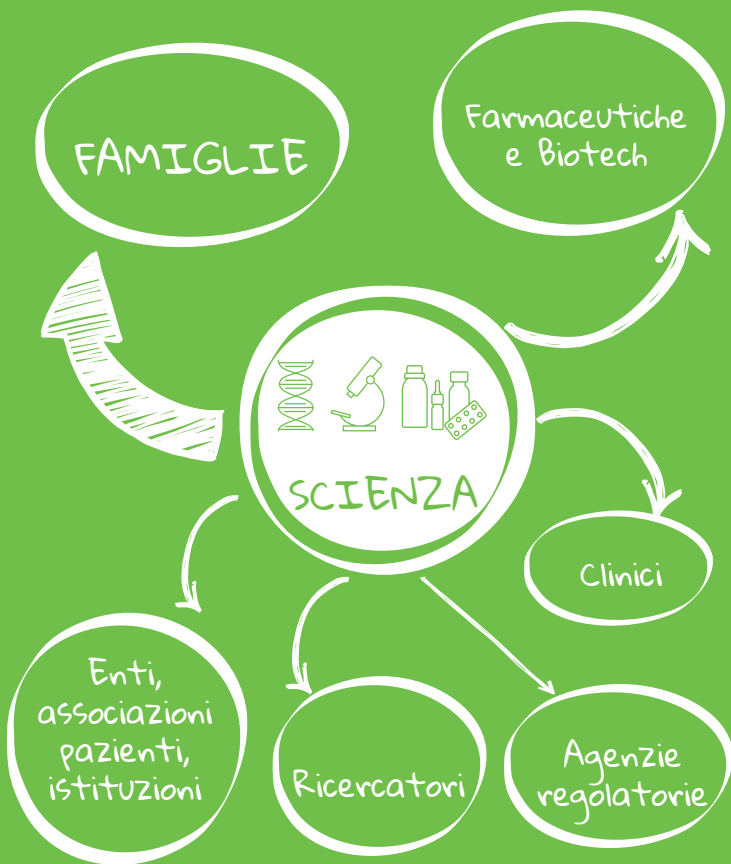 FAMIGLIE
Farmaceutiche
e Biotech
SCIENZA
Clinici
Enti,
associazioni
pazienti,
istituzioni
Ricercatori
Agenzie
regolatorie